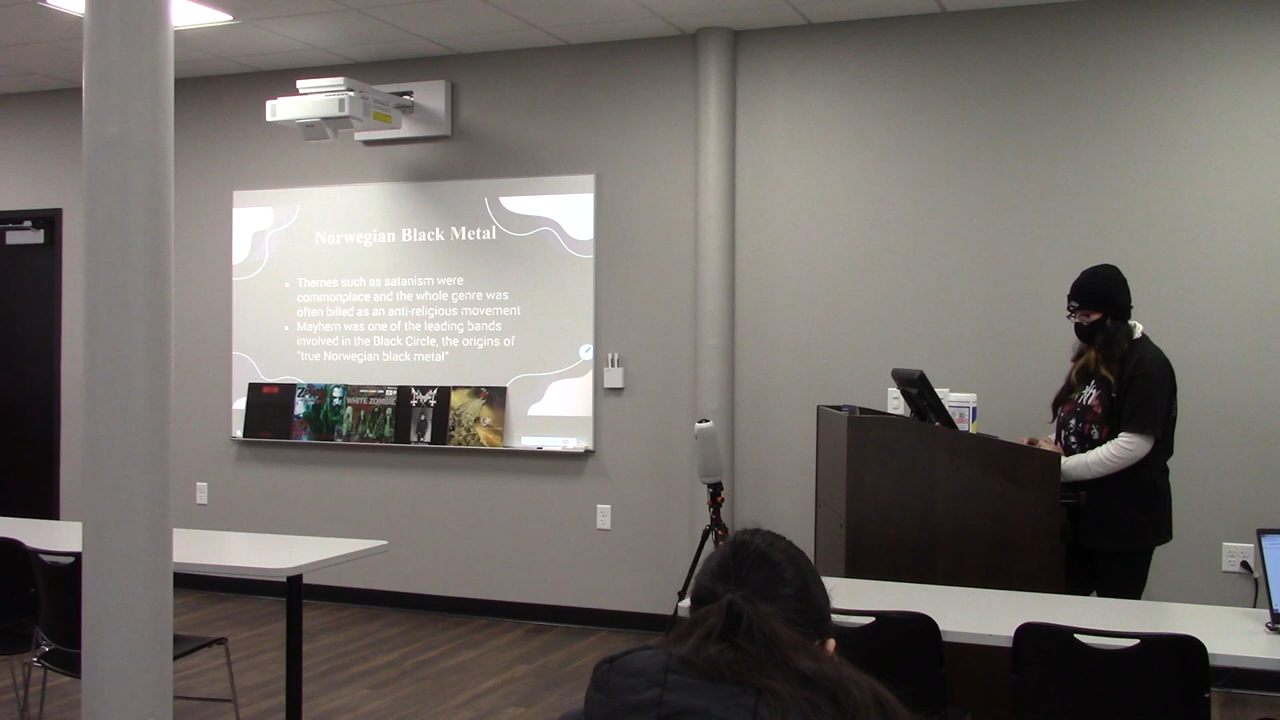 Norwegian Black Metal
Themes such as satanism were
commonplace and the whole genre was
often billed as an anti-religious movement
Mayhem was one of the leading bands
involved in the Black Circle, the origins of
"true Norwegian black metal"
WHITE ZOMBIE